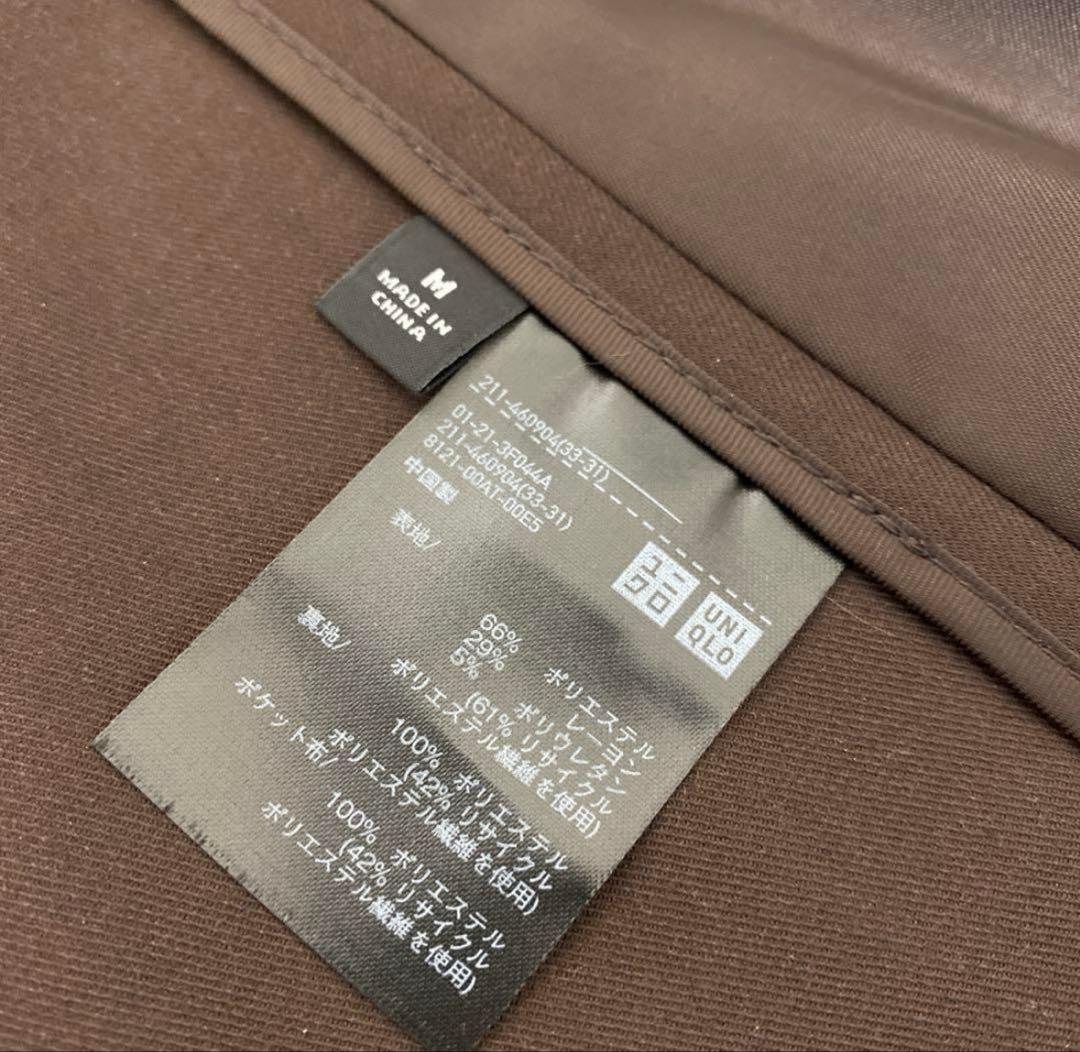 M
MADE IN
CHINA
211-460904(33-31)
01-21-3F044A
211-460904(33-31)
8121-00AT-00E5
中国製
ユニ
クロ
UNI
QLO
表地/
66% ポリエステル
29% レーヨン
5% ポリウレタン
(61% リサイクル
ポリエステル繊維を使用)
裏地/
100% ポリエステル
(42% リサイクル
ポリエステル繊維を使用)
ポケット布/
100% ポリエステル
(42% リサイクル
ポリエステル繊維を使用)